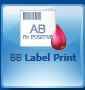 AB
Rh POSITIVE
BB Label Print